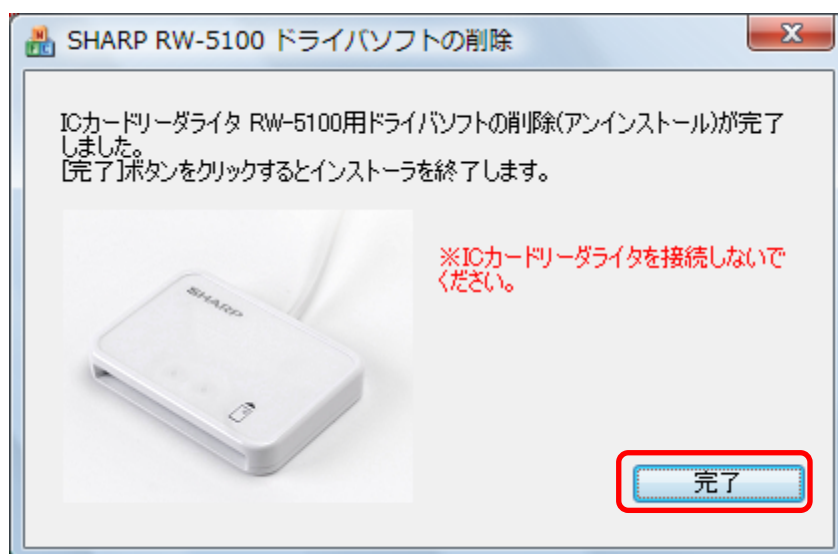 SHARP RW-5100 ドライバソフトの削除
ICカードリーダライタ RW-5100用ドライバソフトの削除(アンインストール)が完了
しました。
[完了]ボタンをクリックするとインストーラを終了します。
※ICカードリーダライタを接続しないで
ください。
SHARP
完了